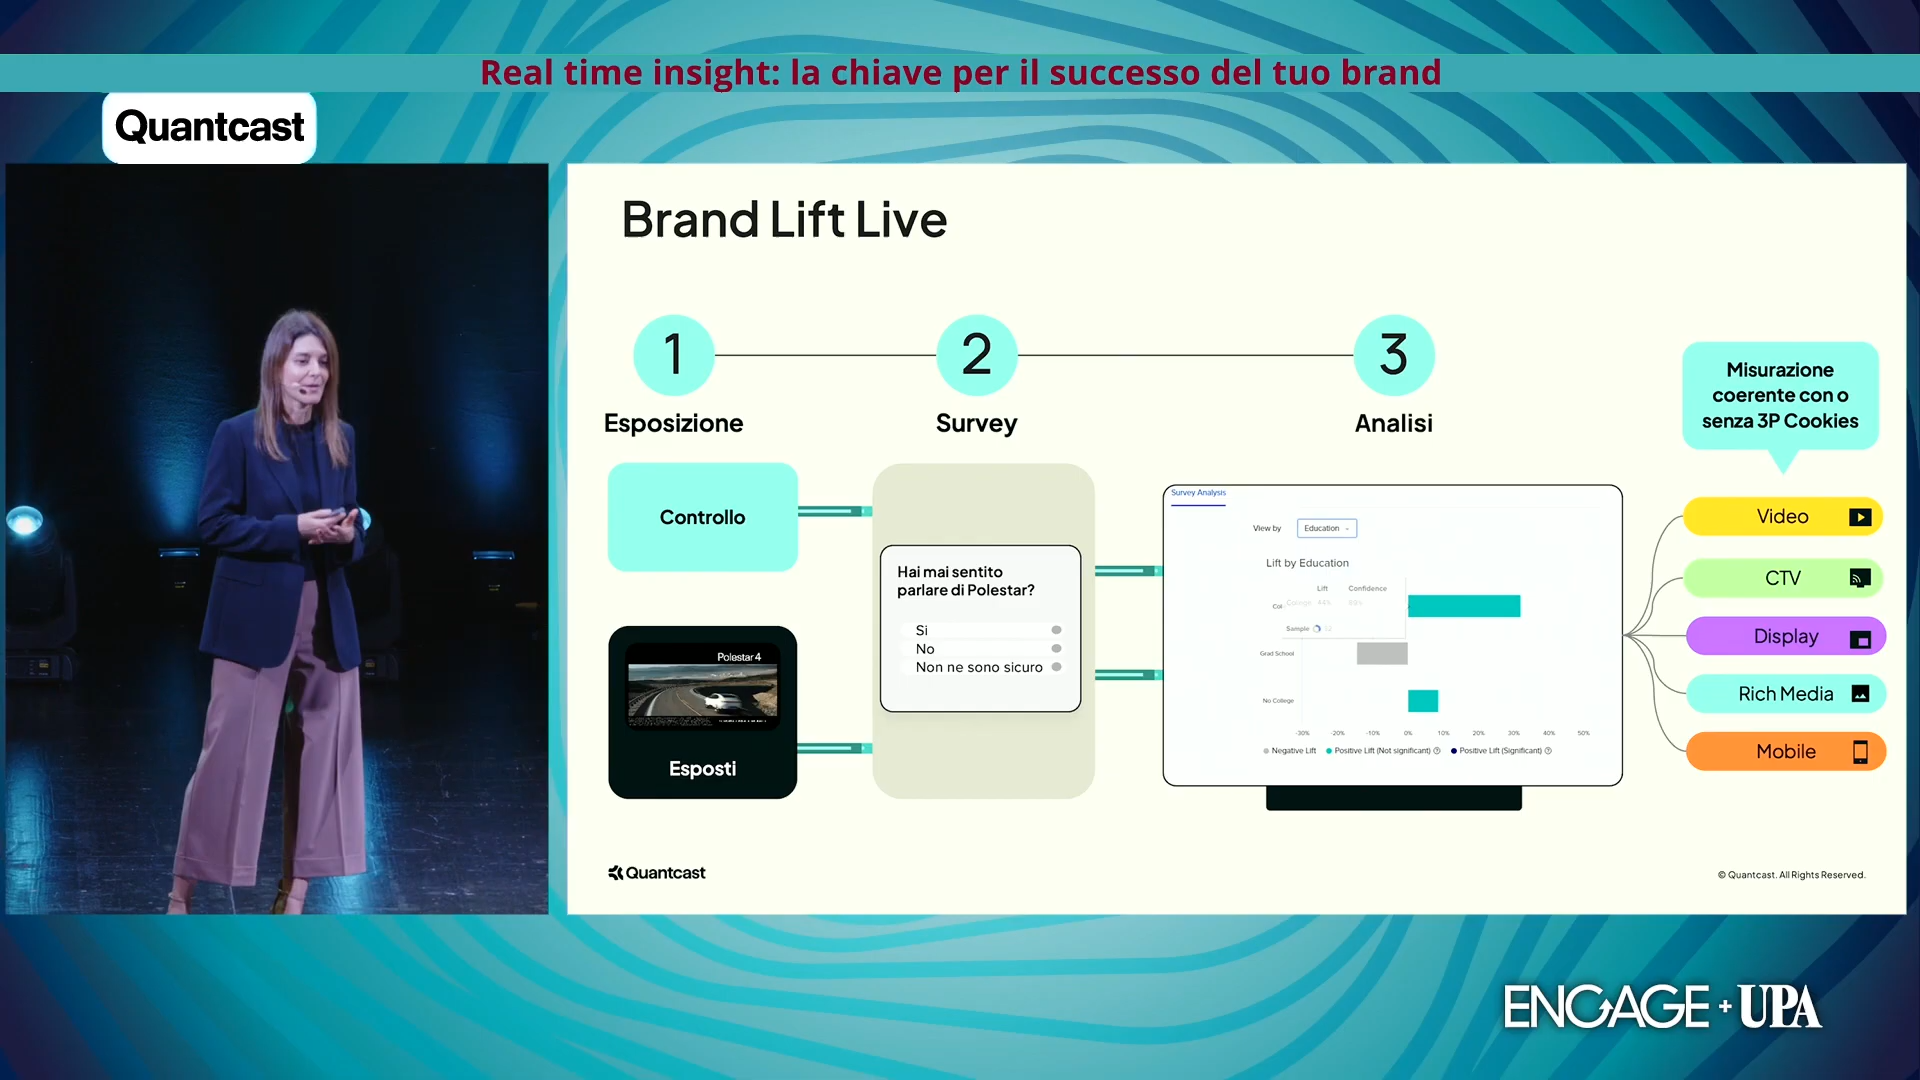 Real time insight: la chiave per il successo del tuo brand
Quantcast
Brand Lift Live
1
2
3
Esposizione
Survey
Analisi
Misurazione
coerente con o
senza 3P Cookies
Controllo
Polestar 4
Esposti
Hai mai sentito
parlare di Polestar?
Si
No
Non ne sono sicuro
Survey Analysis
View by
Education
Lift by Education
Lift
Confidence
College
Sample
Grad School
No College
-30%
-20%
-10%
0%
10%
20%
30%
40%
50%
Negative Lift
Positive Lift (Not significant)
Positive Lift (Significant)
Video
CTV
Display
Rich Media
Mobile
Quantcast
© Quantcast. All Rights Reserved.
ENGAGE + UPA